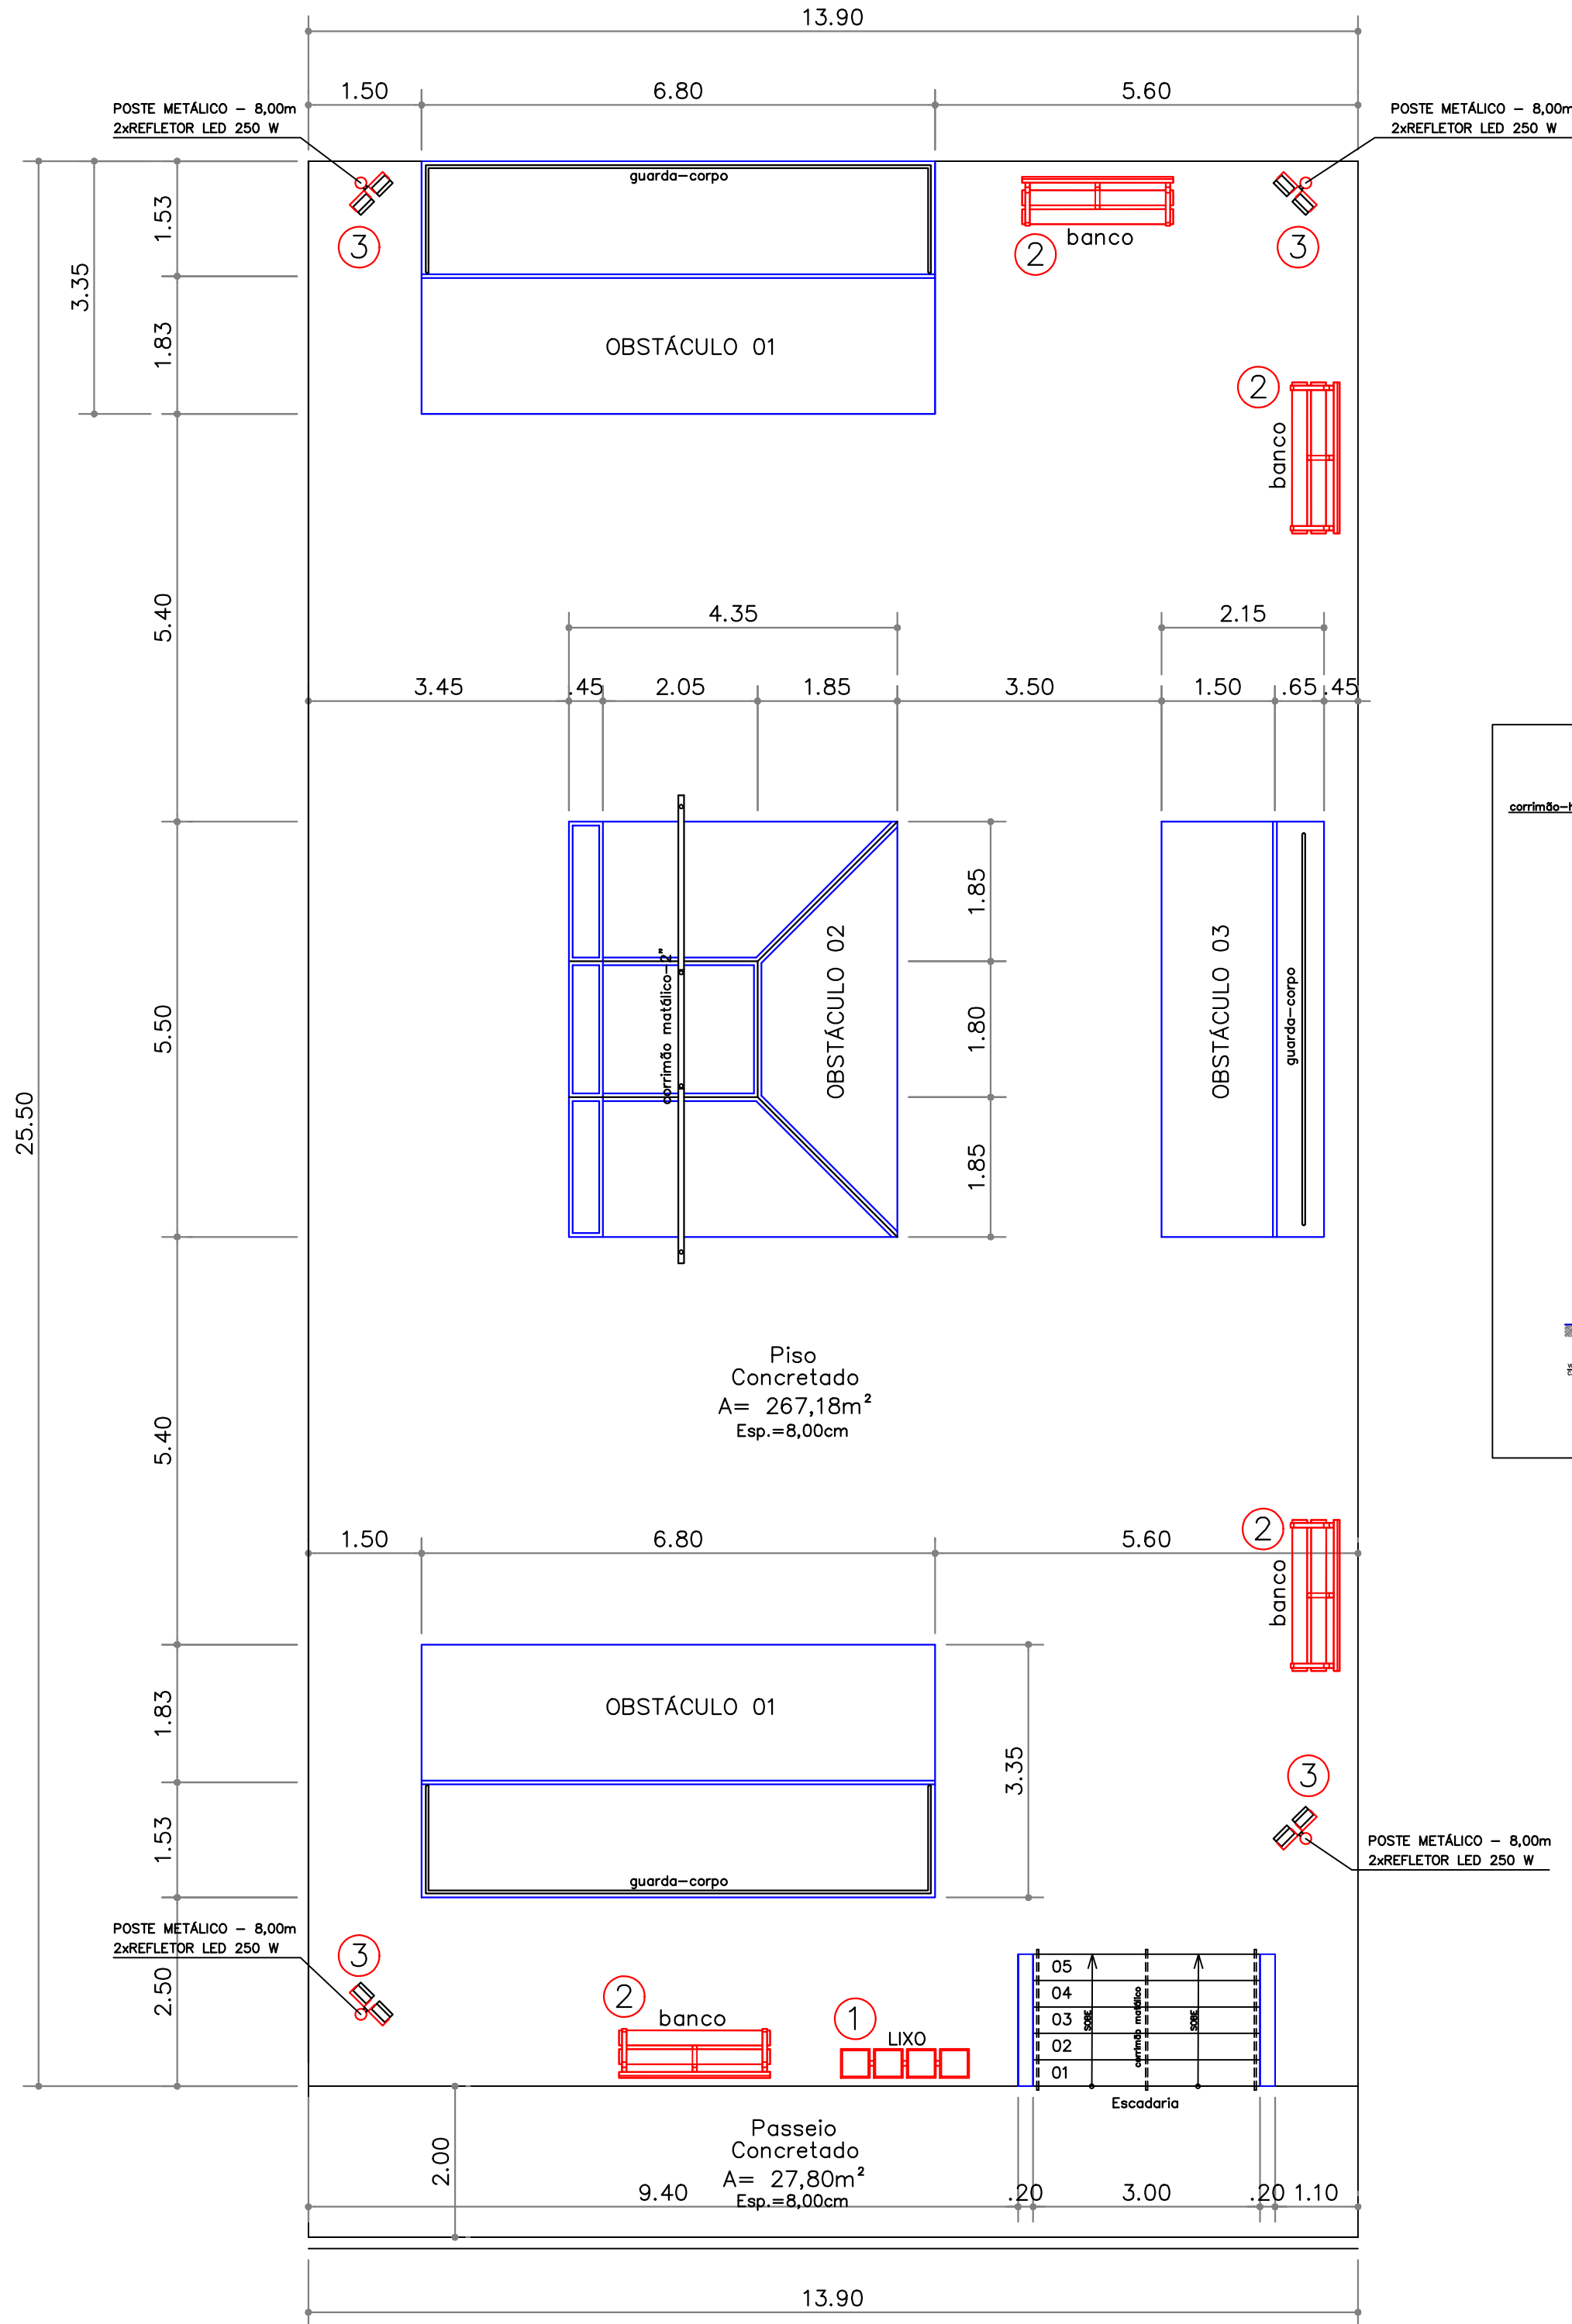 13.90
1.50
6.80
5.60
POSTE METÁLICO - 8,00m
2xREFLETOR LED 250 W
POSTE METÁLICO - 8,00m
2xREFLETOR LED 250 W
guarda-corpo
1.53
3
2
banco
3
3.35
1.83
OBSTÁCULO 01
2
banco
5.40
4.35
2.15
3.45
.45
2.05
1.85
3.50
1.50
.65
.45
corrimão-
1.85
corrimão matálico-2"
OBSTÁCULO 02
OBSTÁCULO 03
guarda-corpo
5.50
1.80
25.50
1.85
Piso
Concretado
A= 267,18m²
Esp.=8,00cm
5.40
1.50
6.80
5.60
2
banco
1.83
OBSTÁCULO 01
3.35
3
1.53
POSTE METÁLICO - 8,00m
2xREFLETOR LED 250 W
guarda-corpo
POSTE METÁLICO - 8,00m
2xREFLETOR LED 250 W
3
2.50
2
banco
1
LIXO
05
04
03
02
01
SOBE
corrimão matálico
SOBE
Escadaria
Passeio
Concretado
A= 27,80m²
Esp.=8,00cm
2.00
9.40
.20
3.00
.20
1.10
13.90